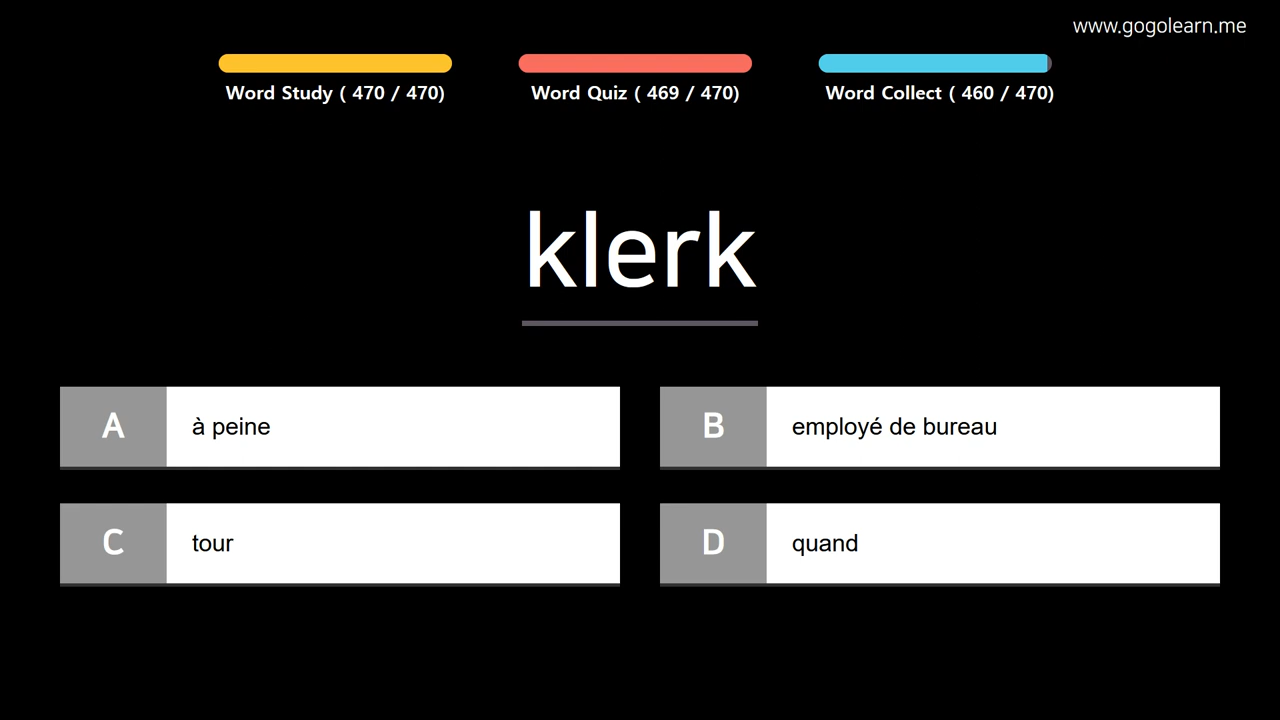 www.gogolearn.me
Word Study ( 470 / 470)
Word Quiz ( 469 / 470)
Word Collect ( 460 / 470)
klerk
A
à peine
B
employé de bureau
C
tour
D
quand